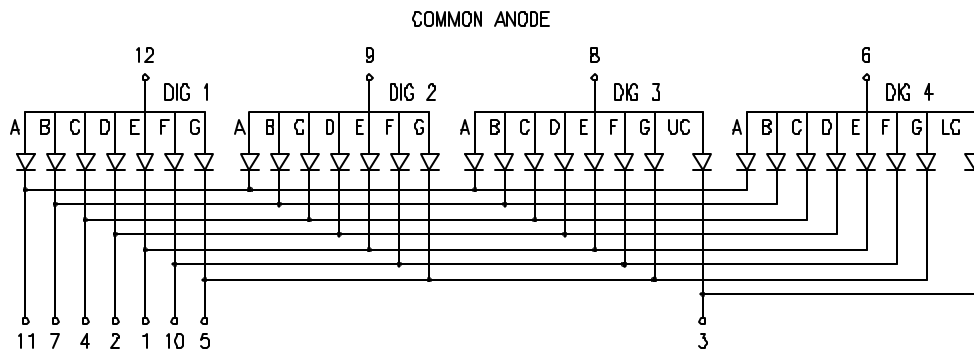 COMMON ANODE
12 9 8 6
DIG 1 DIG 2 DIG 3 DIG 4
A B C D E F G A B C D E F G A B C D E F G UC A B C D E F G LC
11 7 4 2 1 10 5 3